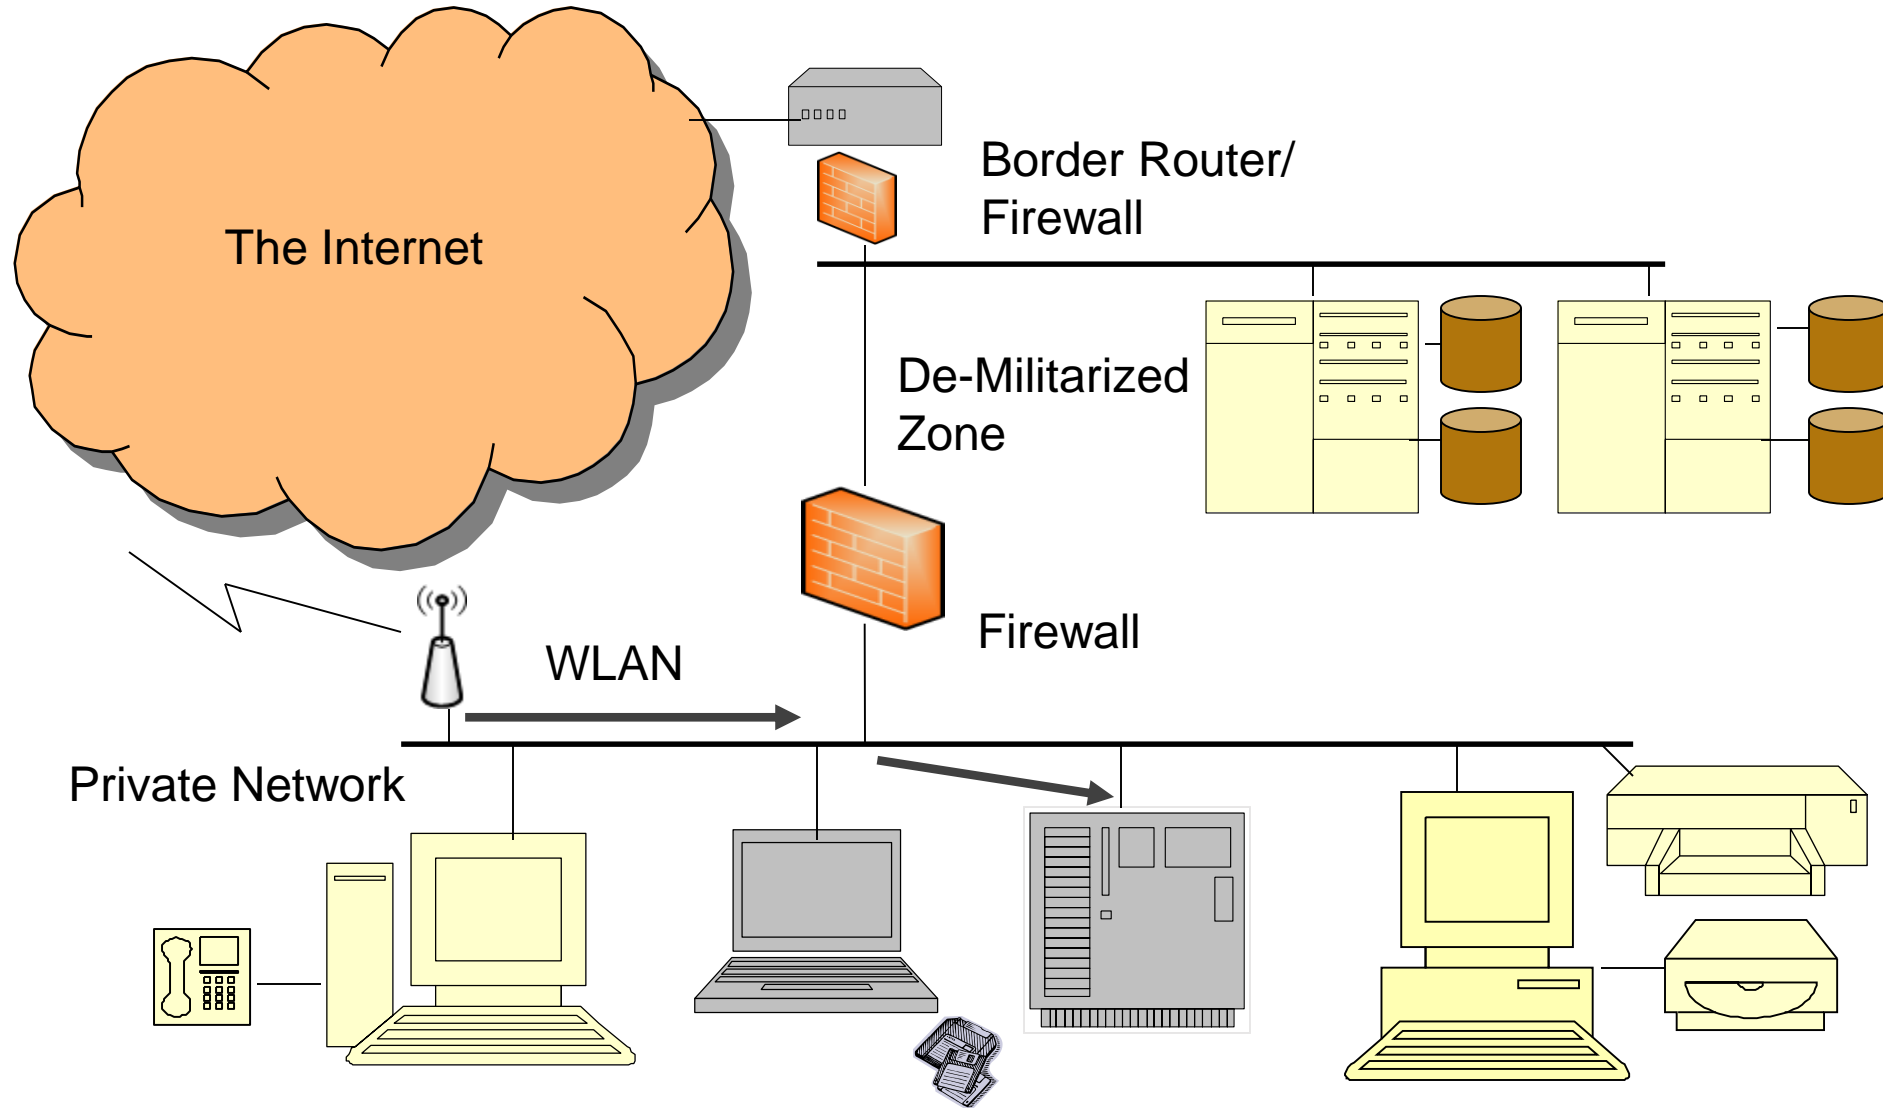 The Internet
Border Router/
Firewall
De-Militarized
Zone
Firewall
WLAN
Private Network